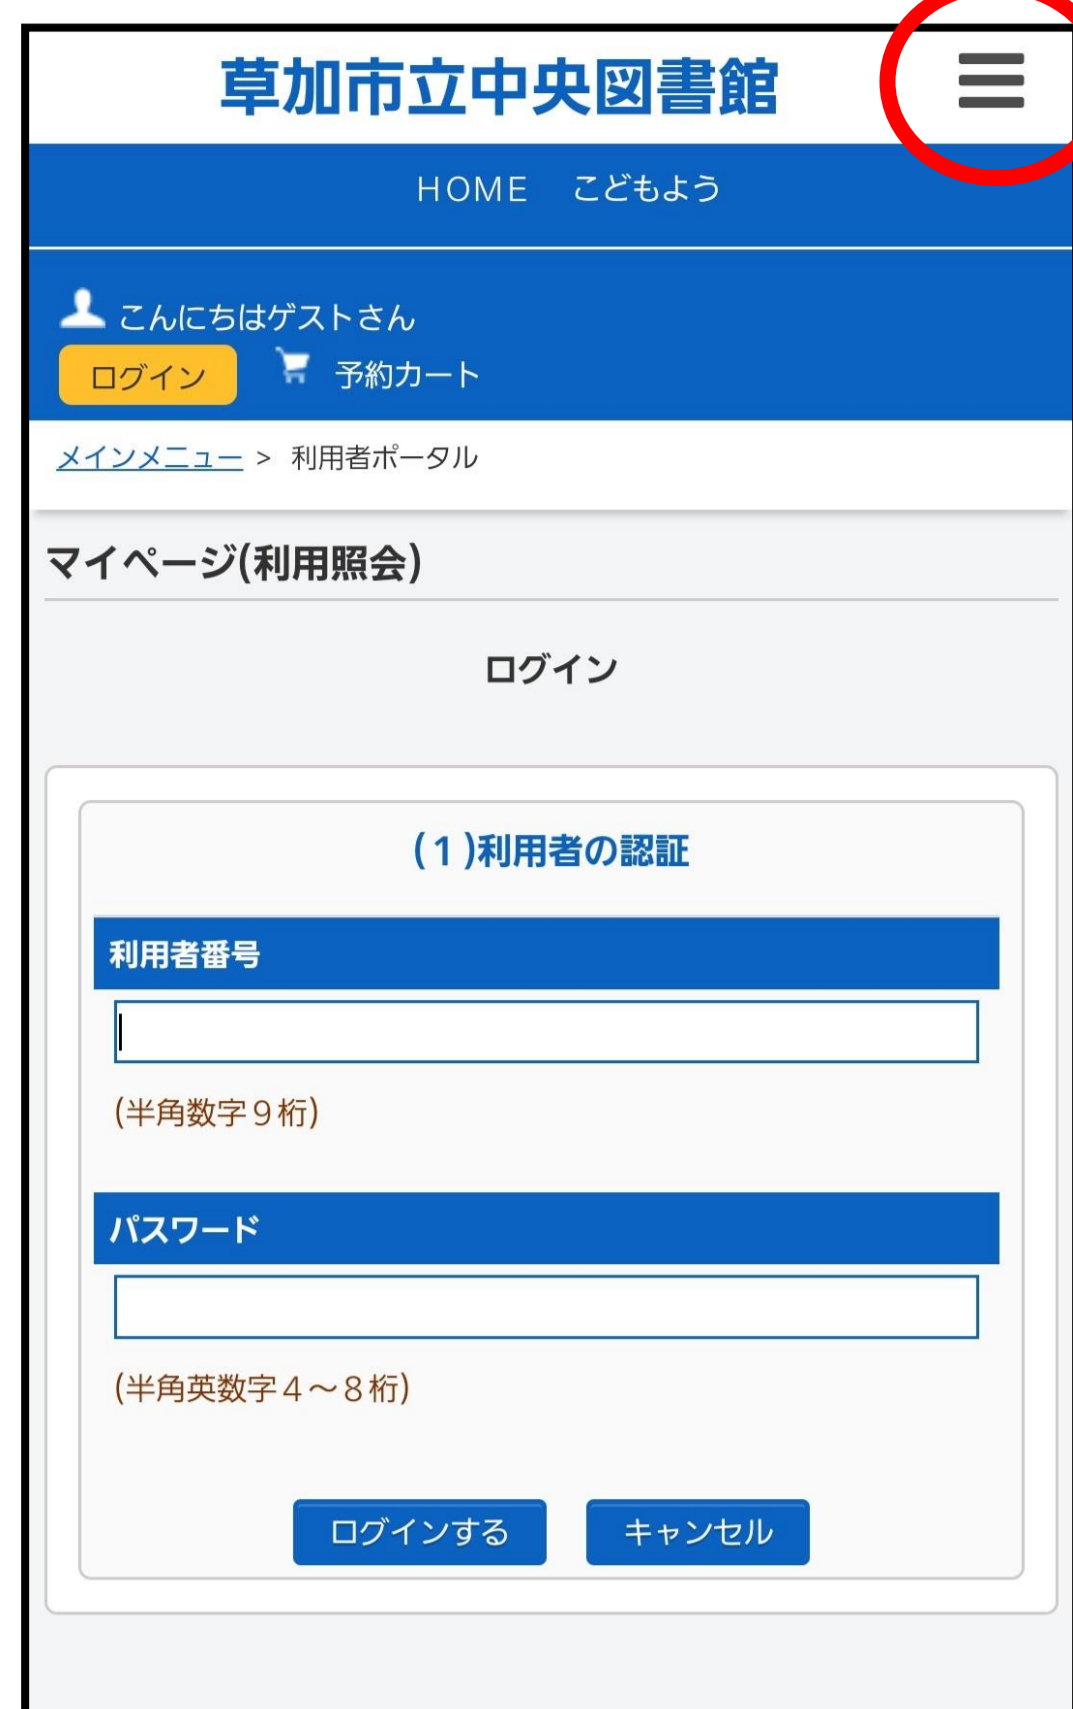 草加市立中央図書館
HOME こどもよう
こんにちはゲストさん
ログイン 予約カート
メインメニュー > 利用者ポータル
マイページ(利用照会)
ログイン
(１)利用者の認証
利用者番号
(半角数字９桁)
パスワード
(半角英数字４～８桁)
ログインする キャンセル